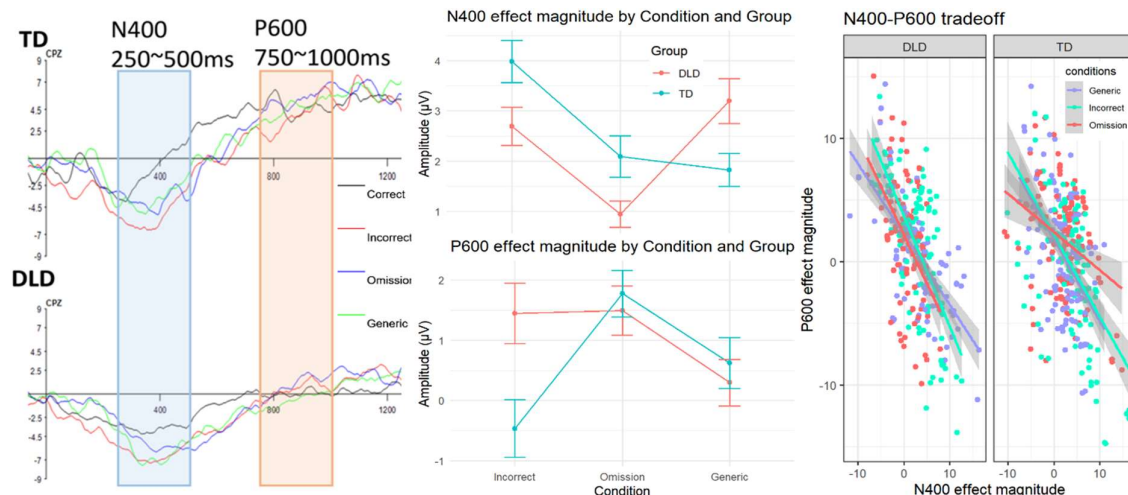 TD
N400
250~500ms
P600
750~1000ms
CPZ
9
7
4.5
2.5
-2.5
-4.5
-7
-9
400
800
1200
Correct
Incorrec
Omissio
Generic
DLD
CPZ
9
7
4.5
2.5
-2.5
-4.5
-7
-9
400
800
1200
N400 effect magnitude by Condition and Group
Amplitude (µV)
4
3
2
1
Group
DLD
TD
P600 effect magnitude by Condition and Group
Amplitude (µV)
2
1
0
-1
Incorrect
Omission
Generic
Condition
N400-P600 tradeoff
DLD
TD
conditions
Generic
Incorrect
Omission
P600 effect magnitude
10
0
-10
-10
0
10
-10
0
10
N400 effect magnitude